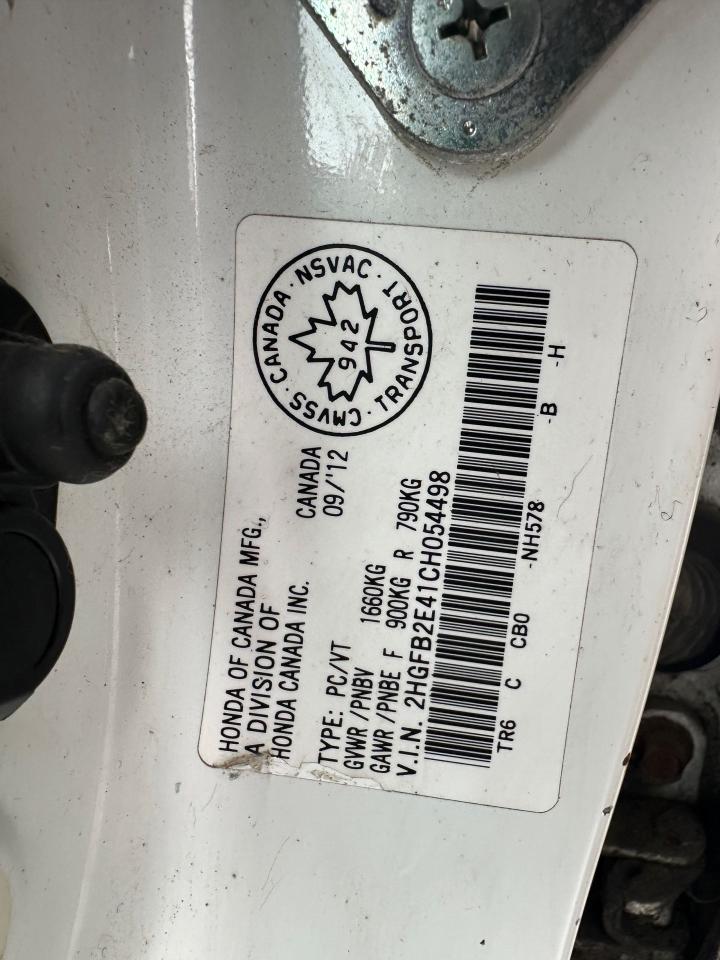 HONDA OF CANADA MFG.,
A DIVISION OF
HONDA CANADA INC.
CANADA
09/'12
TYPE: PC/VT
GVWR/PNBV 1660KG
GAWR/PNBE F 900KG R 790KG
V.I.N. 2HGFB2E41CH054498
TR6 C CB0 -NH578 -B -H
CMVSS · CANADA · NSVAC · TRANSPORT ·
942